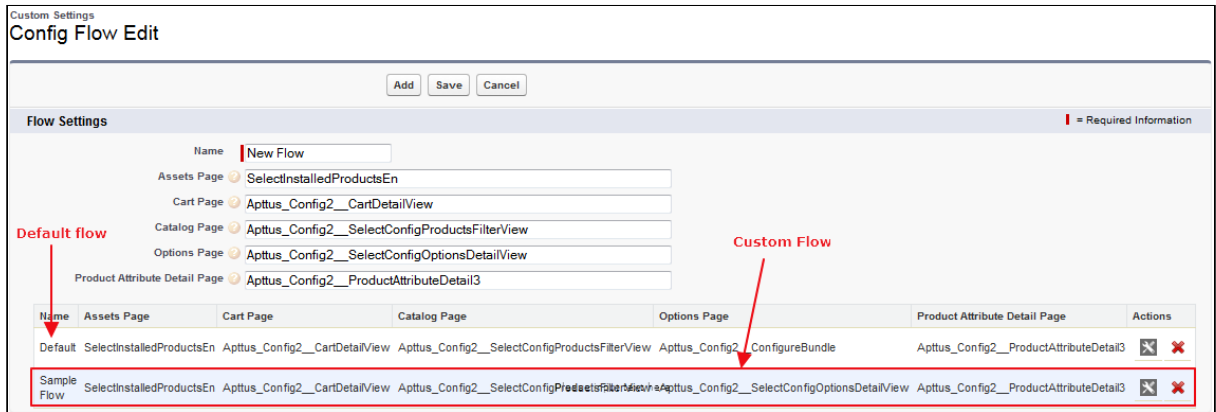 Custom Settings
Config Flow Edit
Add Save Cancel
Flow Settings
= Required Information
Name New Flow
Assets Page SelectInstalledProductsEn
Cart Page Apttus_Config2__CartDetailView
Catalog Page Apttus_Config2__SelectConfigProductsFilterView
Default flow
Custom Flow
Options Page Apttus_Config2__SelectConfigOptionsDetailView
Product Attribute Detail Page Apttus_Config2__ProductAttributeDetail3
Name Assets Page Cart Page Catalog Page Options Page Product Attribute Detail Page Actions
Default SelectInstalledProductsEn Apttus_Config2__CartDetailView Apttus_Config2__SelectConfigProductsFilterView Apttus_Config2__ConfigureBundle Apttus_Config2__ProductAttributeDetail3
Sample Flow SelectInstalledProductsEn Apttus_Config2__CartDetailView Apttus_Config2__SelectConfigProductsFilterView Apttus_Config2__SelectConfigOptionsDetailView Apttus_Config2__ProductAttributeDetail3